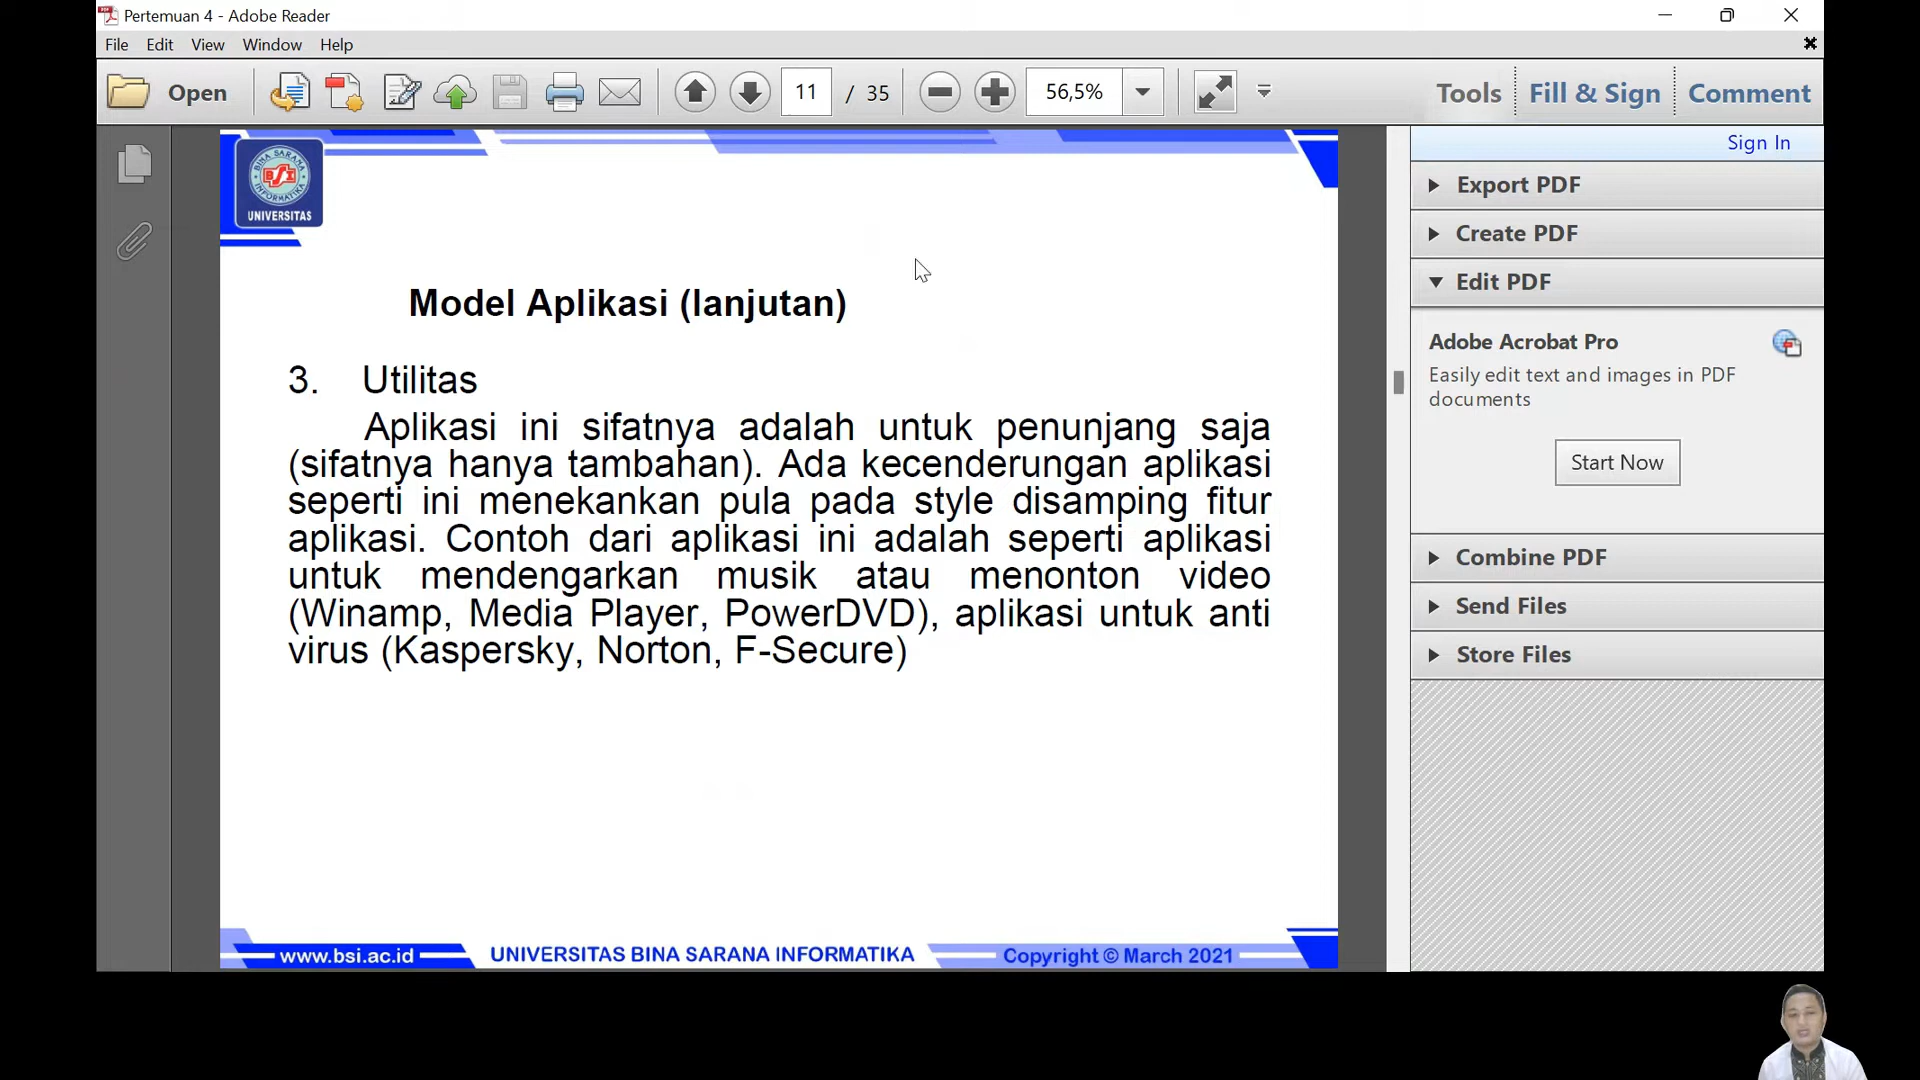 Pertemuan 4 - Adobe Reader
File Edit View Window Help
Open 11 / 35 56,5% Tools Fill & Sign Comment
Sign In
Export PDF
Create PDF
Edit PDF
Adobe Acrobat Pro
Easily edit text and images in PDF
documents
Start Now
Combine PDF
Send Files
Store Files
BINA SARANA
INFORMATIKA
BSI
UNIVERSITAS
Model Aplikasi (lanjutan)
3. Utilitas
Aplikasi ini sifatnya adalah untuk penunjang saja
(sifatnya hanya tambahan). Ada kecenderungan aplikasi
seperti ini menekankan pula pada style disamping fitur
aplikasi. Contoh dari aplikasi ini adalah seperti aplikasi
untuk mendengarkan musik atau menonton video
(Winamp, Media Player, PowerDVD), aplikasi untuk anti
virus (Kaspersky, Norton, F-Secure)
www.bsi.ac.id UNIVERSITAS BINA SARANA INFORMATIKA Copyright © March 2021